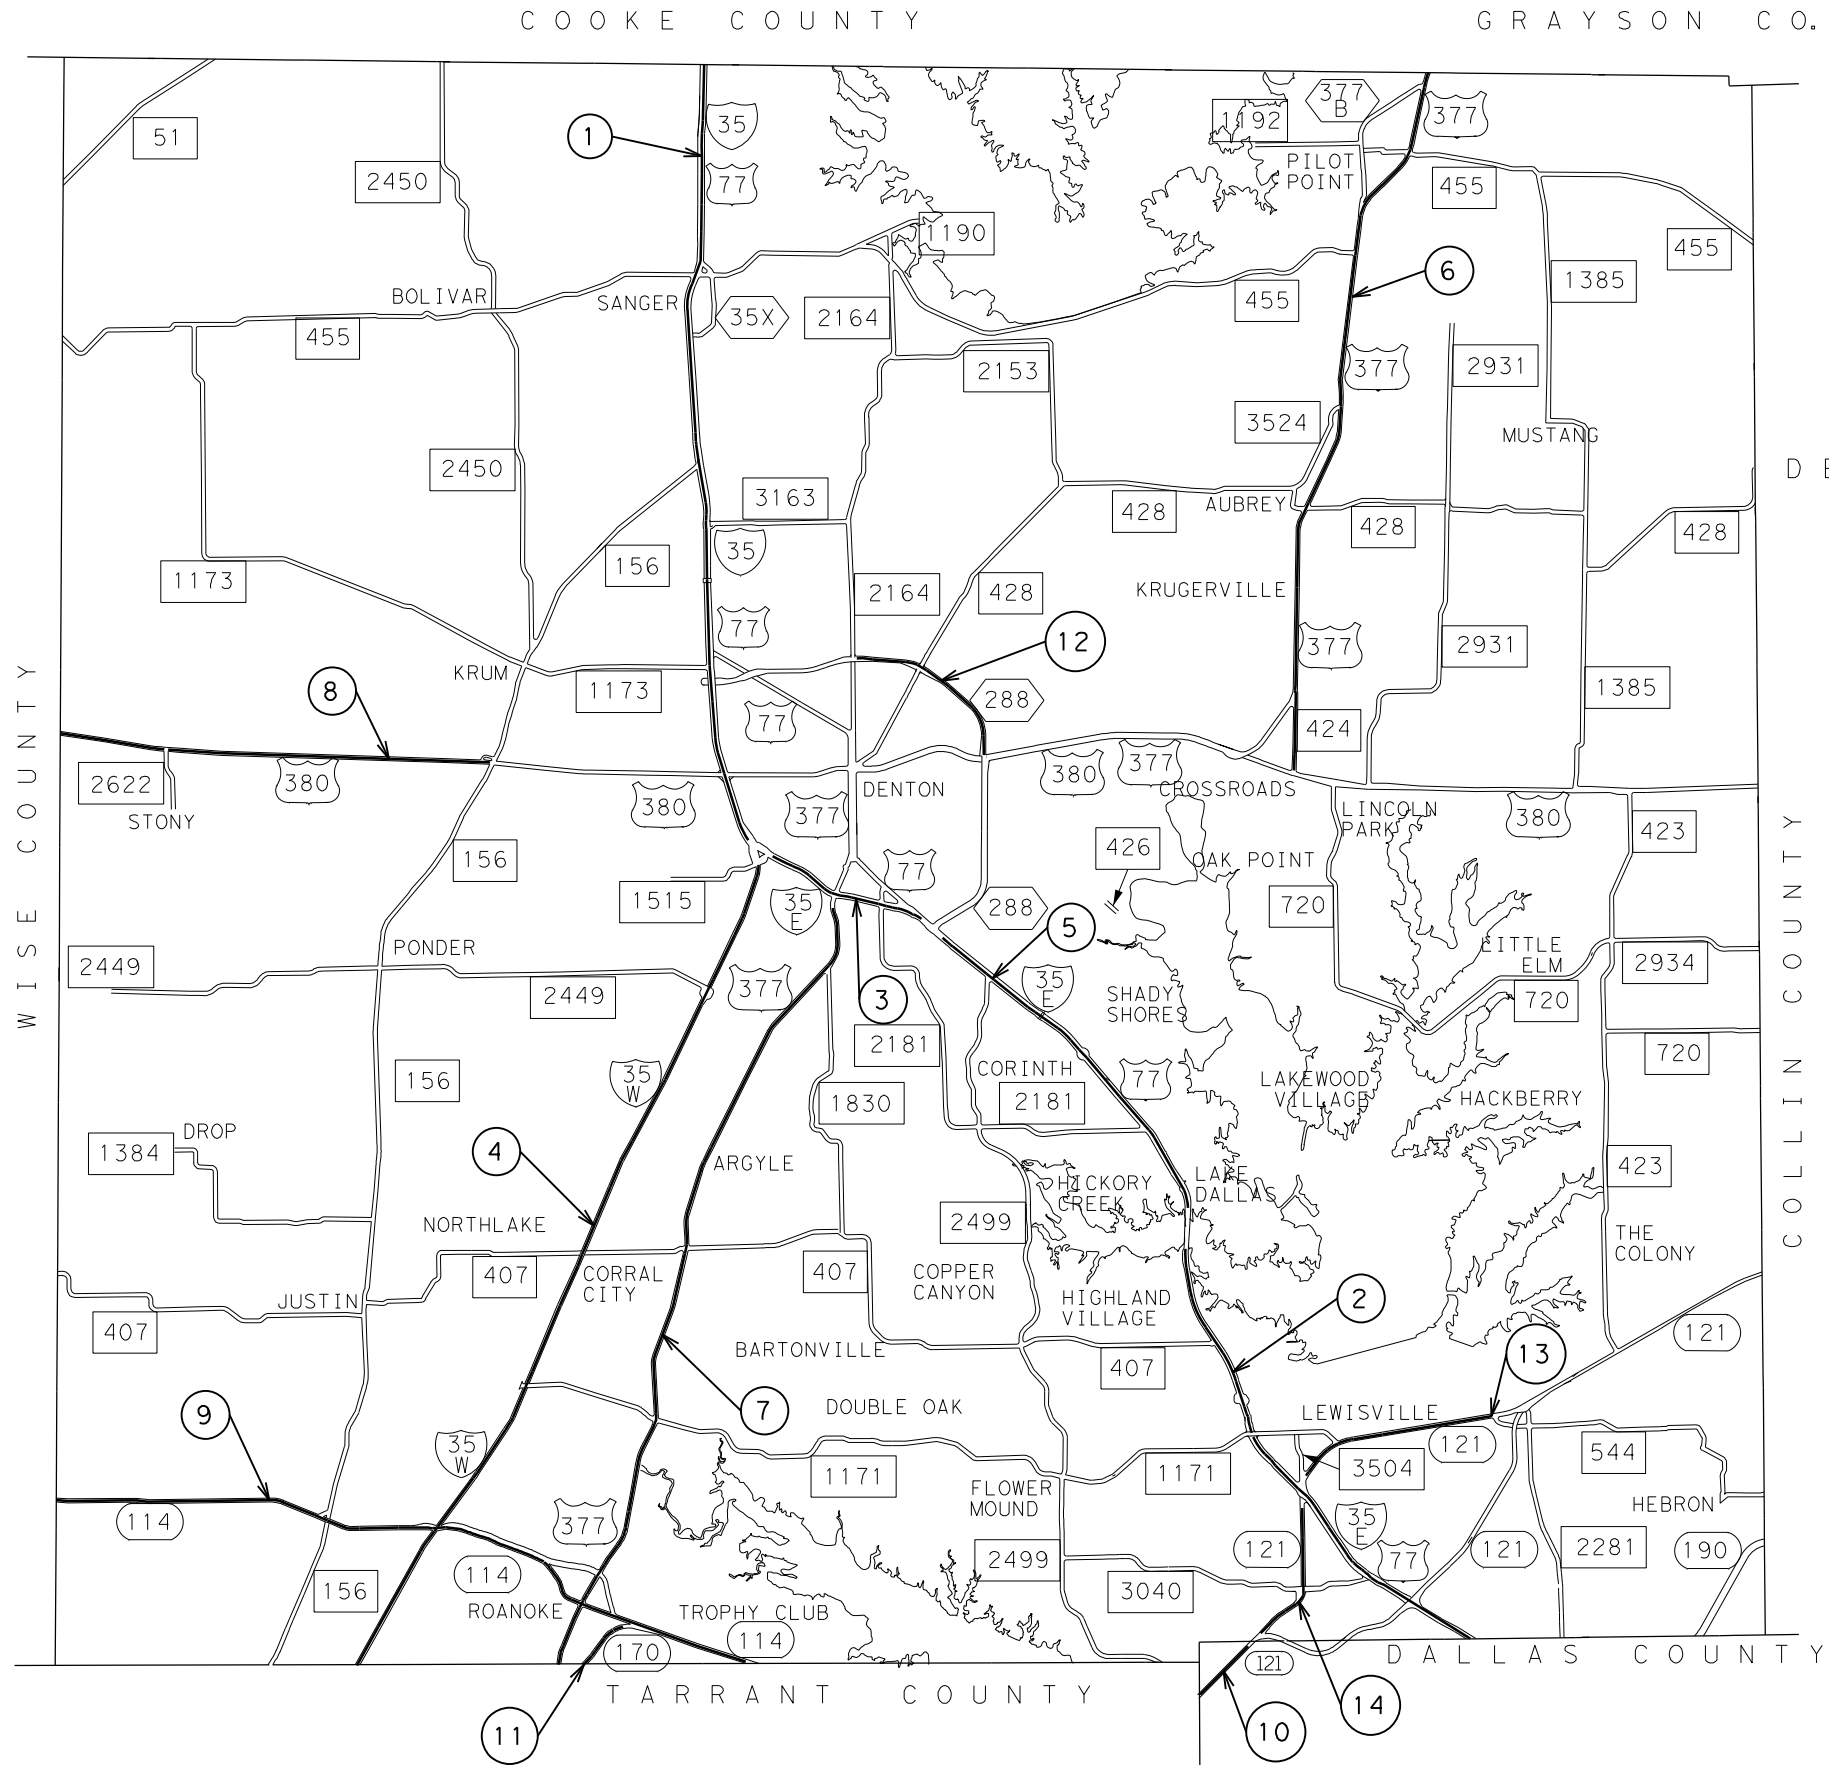 COOKE COUNTY
GRAYSON CO.
51
2450
1
35
77
1192
377
B
377
PILOT
POINT
455
1190
455
1385
6
BOLIVAR
SANGER
35X
2164
455
455
2153
377
2931
3524
MUSTANG
2450
3163
AUBREY
428
428
428
DE
35
156
1173
2164
428
KRUGERVILLE
77
12
377
2931
WISE COUNTY
KRUM
8
1173
288
1385
77
424
2622
380
380
377
DENTON
380
377
CROSSROADS
LINCOLN
PARK
380
423
STONY
156
77
426
OAK POINT
1515
35
E
288
720
5
PONDER
2449
2449
377
3
35
E
SHADY
SHORES
LITTLE
ELM
2934
720
COLLIN COUNTY
2181
720
156
35
W
CORINTH
77
LAKEWOOD
VILLAGE
HACKBERRY
1830
2181
DROP
1384
4
ARGYLE
HICKORY
CREEK
LAKE
DALLAS
423
NORTHLAKE
2499
THE
COLONY
407
CORRAL
CITY
407
COPPER
CANYON
HIGHLAND
VILLAGE
2
JUSTIN
407
121
BARTONVILLE
407
13
9
7
DOUBLE OAK
LEWISVILLE
35
W
121
544
1171
1171
3504
FLOWER
MOUND
HEBRON
114
377
35
E
121
77
121
2281
190
2499
114
156
3040
ROANOKE
TROPHY CLUB
170
114
121
DALLAS COUNTY
TARRANT COUNTY
14
11
10